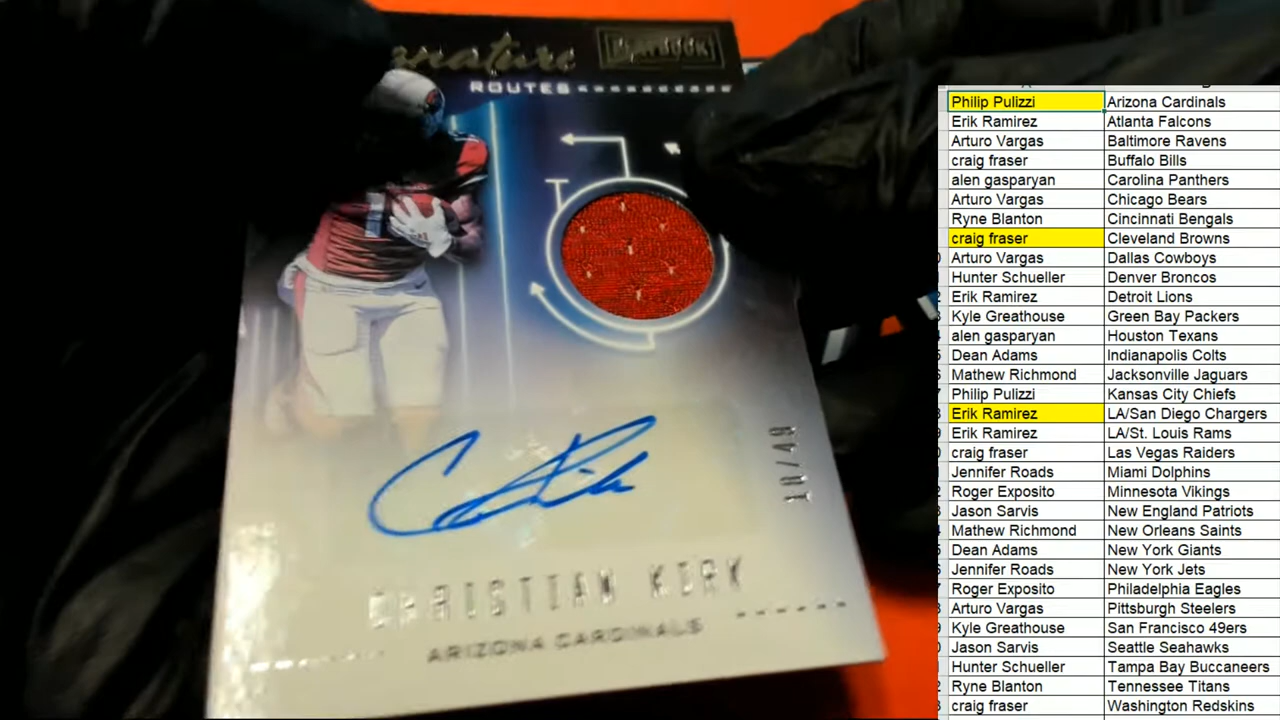 PLAYBOOK
ROUTES
18/49
CHRISTIAN KIRK
ARIZONA CARDINALS
Philip Pulizzi Arizona Cardinals
Erik Ramirez Atlanta Falcons
Arturo Vargas Baltimore Ravens
craig fraser Buffalo Bills
alen gasparyan Carolina Panthers
Arturo Vargas Chicago Bears
Ryne Blanton Cincinnati Bengals
craig fraser Cleveland Browns
Arturo Vargas Dallas Cowboys
Hunter Schueller Denver Broncos
Erik Ramirez Detroit Lions
Kyle Greathouse Green Bay Packers
alen gasparyan Houston Texans
Dean Adams Indianapolis Colts
Mathew Richmond Jacksonville Jaguars
Philip Pulizzi Kansas City Chiefs
Erik Ramirez LA/San Diego Chargers
Erik Ramirez LA/St. Louis Rams
craig fraser Las Vegas Raiders
Jennifer Roads Miami Dolphins
Roger Exposito Minnesota Vikings
Jason Sarvis New England Patriots
Mathew Richmond New Orleans Saints
Dean Adams New York Giants
Jennifer Roads New York Jets
Roger Exposito Philadelphia Eagles
Arturo Vargas Pittsburgh Steelers
Kyle Greathouse San Francisco 49ers
Jason Sarvis Seattle Seahawks
Hunter Schueller Tampa Bay Buccaneers
Ryne Blanton Tennessee Titans
craig fraser Washington Redskins